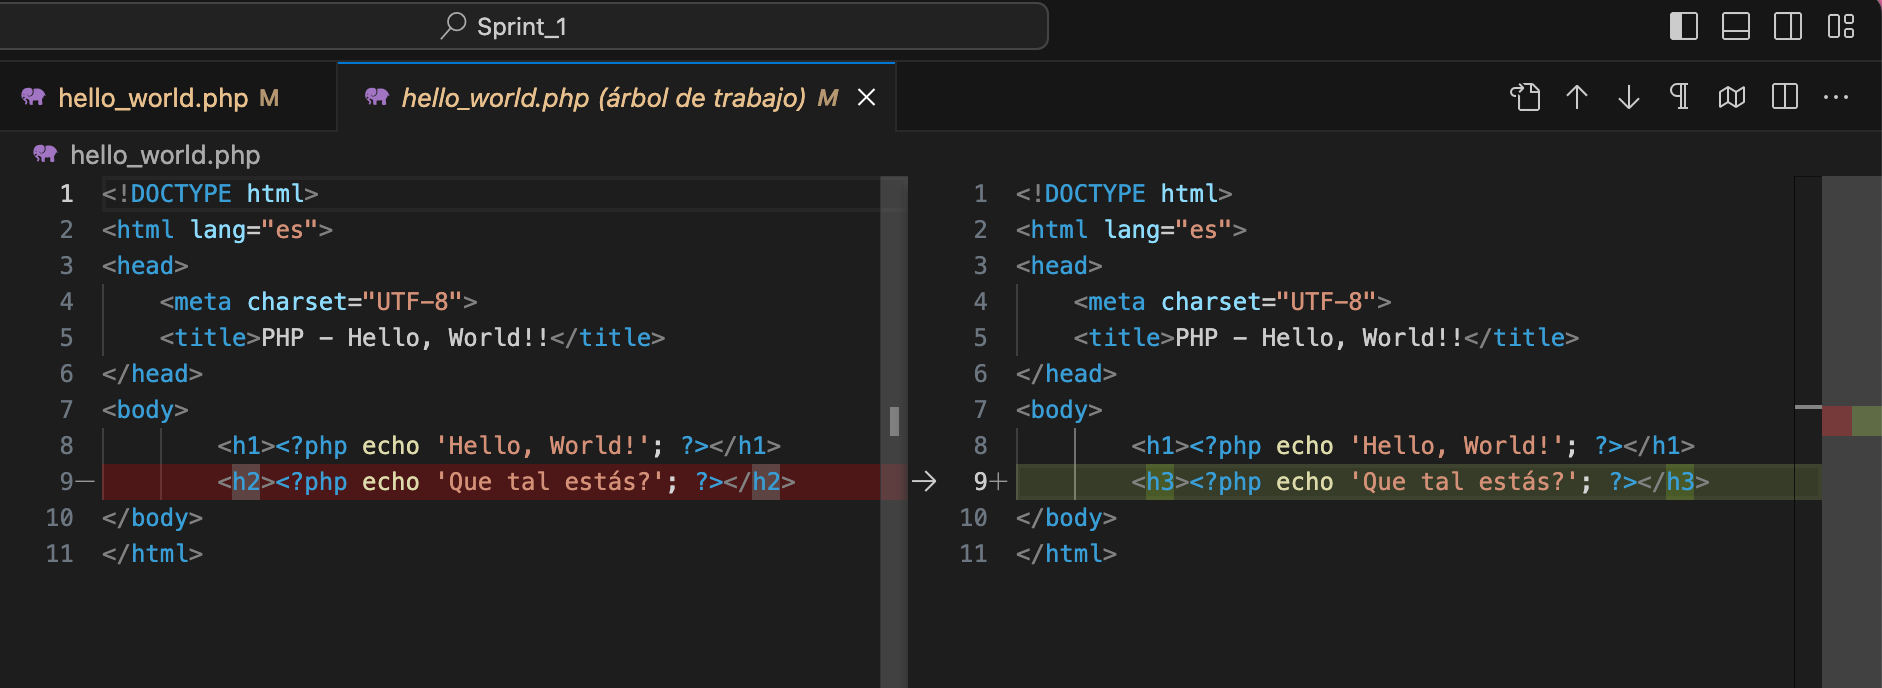 Sprint_1
hello_world.php M
hello_world.php (árbol de trabajo) M
hello_world.php
1 <!DOCTYPE html>
2 <html lang="es">
3 <head>
4     <meta charset="UTF-8">
5     <title>PHP - Hello, World!!</title>
6 </head>
7 <body>
8         <h1><?php echo 'Hello, World!'; ?></h1>
9—        <h2><?php echo 'Que tal estás?'; ?></h2>
10 </body>
11 </html>
1 <!DOCTYPE html>
2 <html lang="es">
3 <head>
4     <meta charset="UTF-8">
5     <title>PHP - Hello, World!!</title>
6 </head>
7 <body>
8         <h1><?php echo 'Hello, World!'; ?></h1>
9+        <h3><?php echo 'Que tal estás?'; ?></h3>
10 </body>
11 </html>